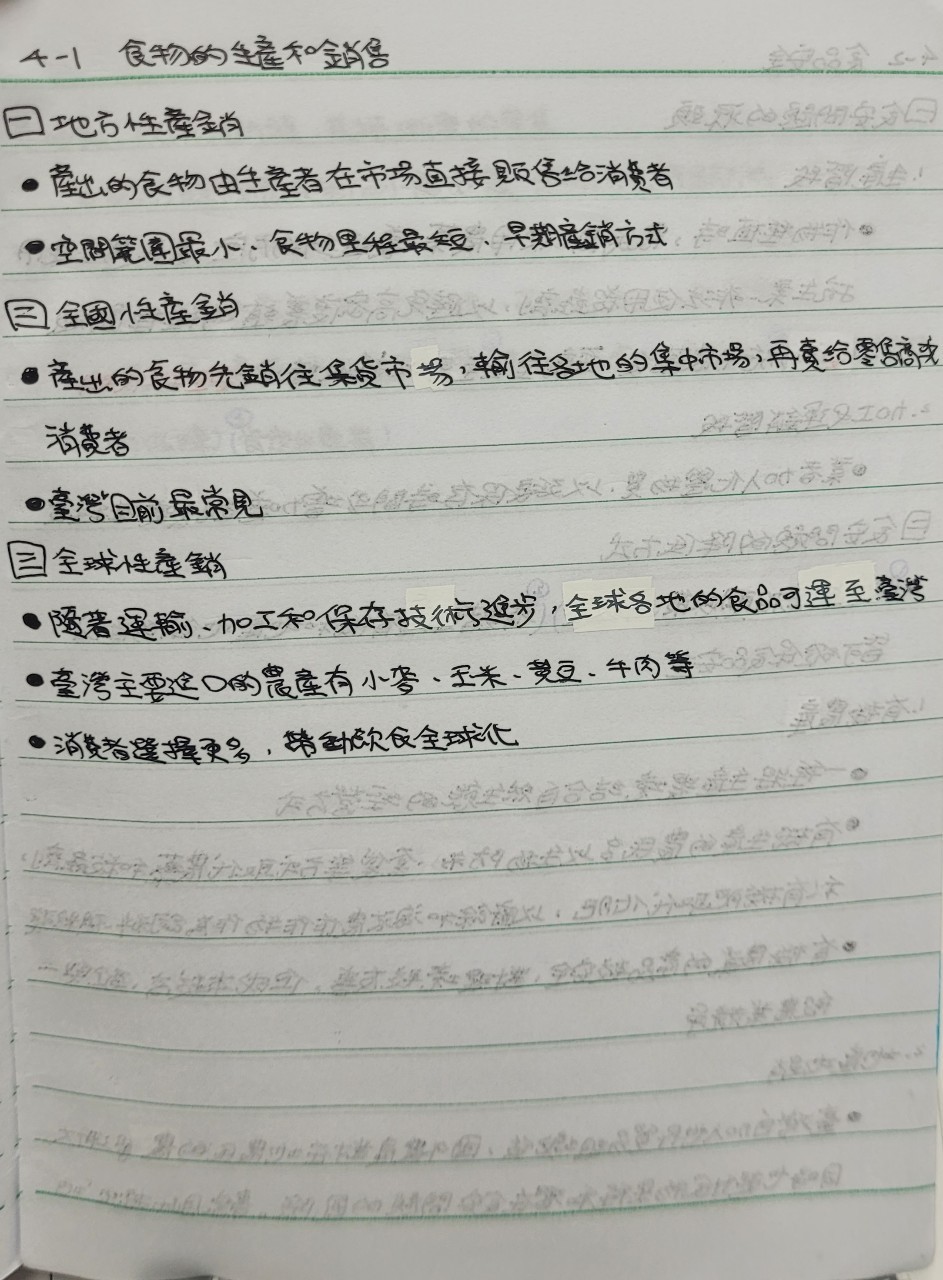 4-1 食物的生產和銷售
一 地方性產銷
• 產出的食物由生產者在市場直接販售給消費者
• 空間範圍最小、食物里程最短、早期產銷方式
二 全國性產銷
• 產出的食物先銷往集貨市場,輸往各地的集中市場,再賣給零售商或
消費者
• 臺灣目前最常見
三 全球性產銷
• 隨著運輸、加工和保存技術進步,全球各地的食品可運至臺灣
• 臺灣主要進口的農產有小麥、玉米、黃豆、牛肉等
• 消費者選擇更多,帶動飲食全球化